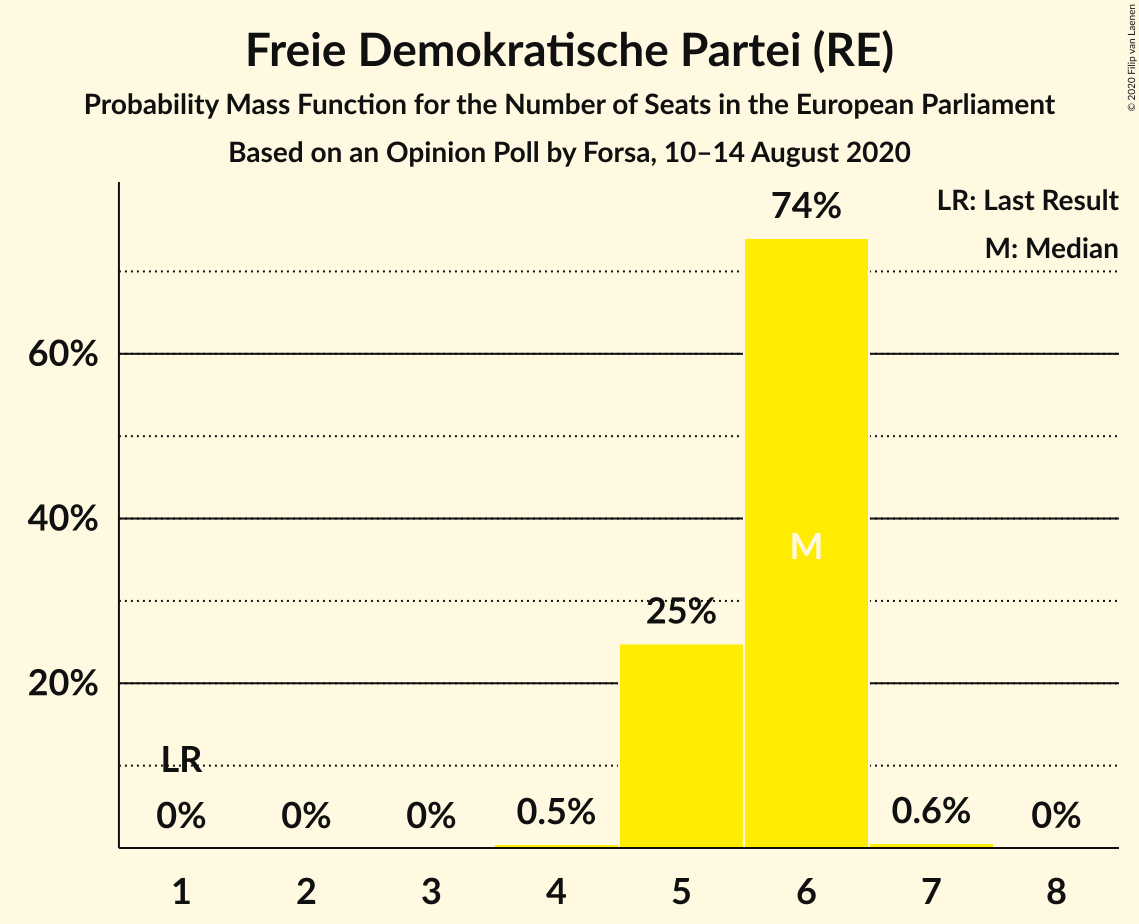 Freie Demokratische Partei (RE)
Probability Mass Function for the Number of Seats in the European Parliament
Based on an Opinion Poll by Forsa, 10–14 August 2020
© 2020 Filip van Laenen
LR: Last Result
M: Median
74%
60%
40%
M
25%
20%
LR
0%
0%
0%
0.5%
0.6%
0%
1
2
3
4
5
6
7
8